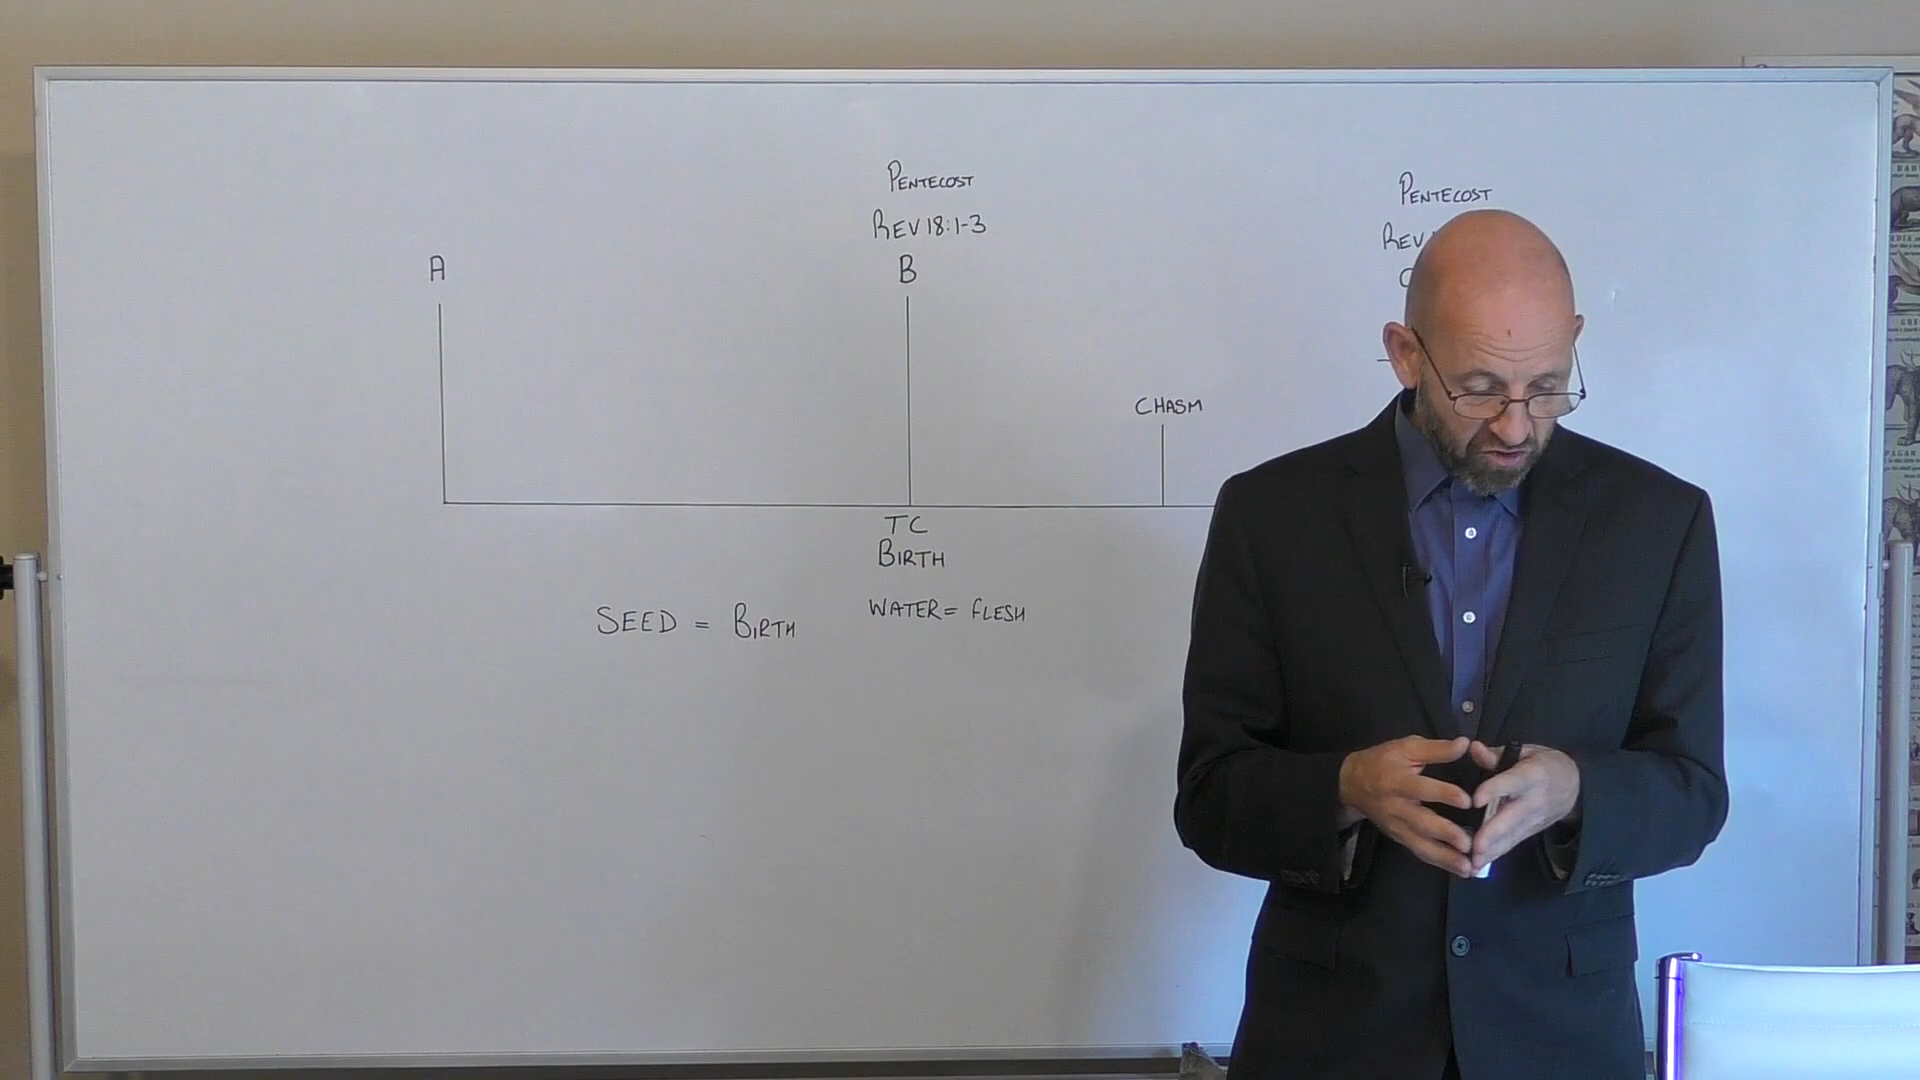 PENTECOST
REV 18:1-3
B
A
PENTECOST
REV
CHASM
TC
BIRTH
WATER = FLESH
SEED = BIRTH